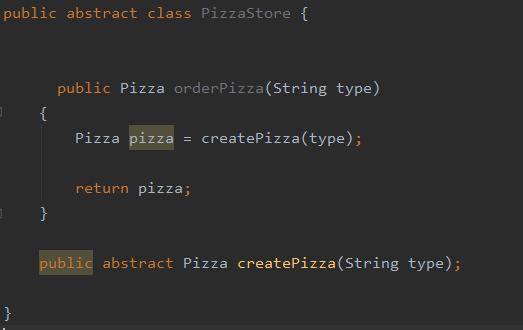 public abstract class PizzaStore {
public Pizza orderPizza(String type)
{
Pizza pizza = createPizza(type);
return pizza;
}
public abstract Pizza createPizza(String type);
}